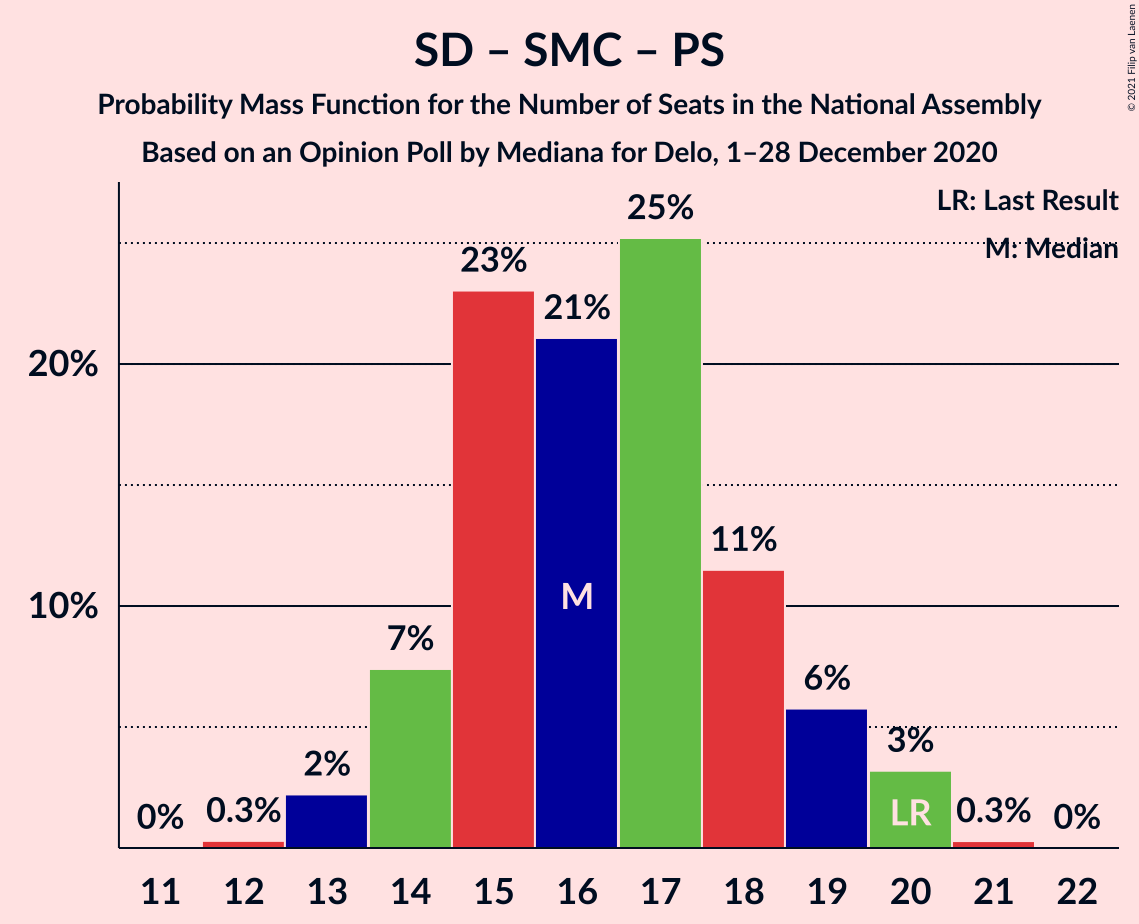 SD – SMC – PS
Probability Mass Function for the Number of Seats in the National Assembly
Based on an Opinion Poll by Mediana for Delo, 1–28 December 2020
© 2021 Filip van Laenen
LR: Last Result
M: Median
20%
10%
0%
0.3%
2%
7%
23%
21%
25%
11%
6%
3%
0.3%
0%
M
LR
11 12 13 14 15 16 17 18 19 20 21 22